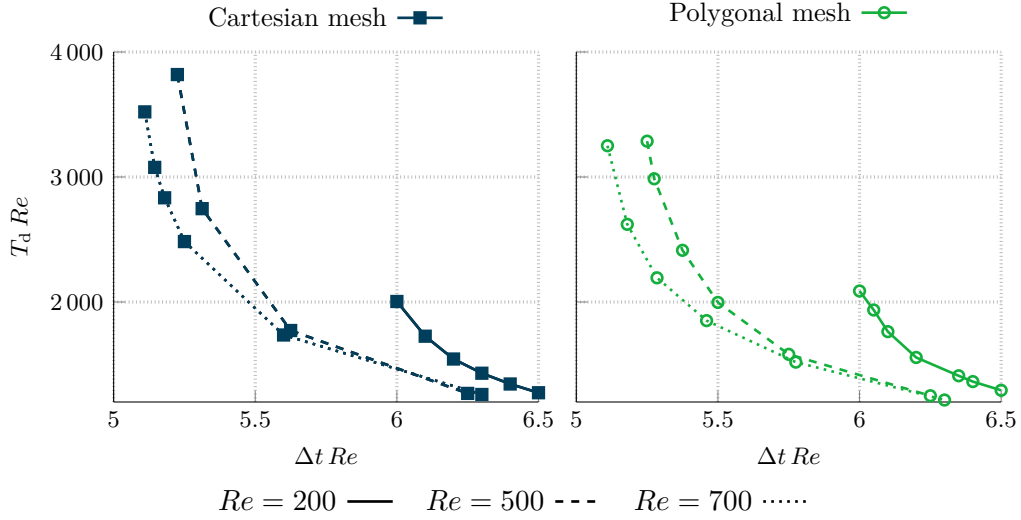 Cartesian mesh
Polygonal mesh
4 000
3 000
2 000
T_d Re
5
5.5
6
6.5
5
5.5
6
6.5
Δt Re
Δt Re
Re = 200
Re = 500
Re = 700